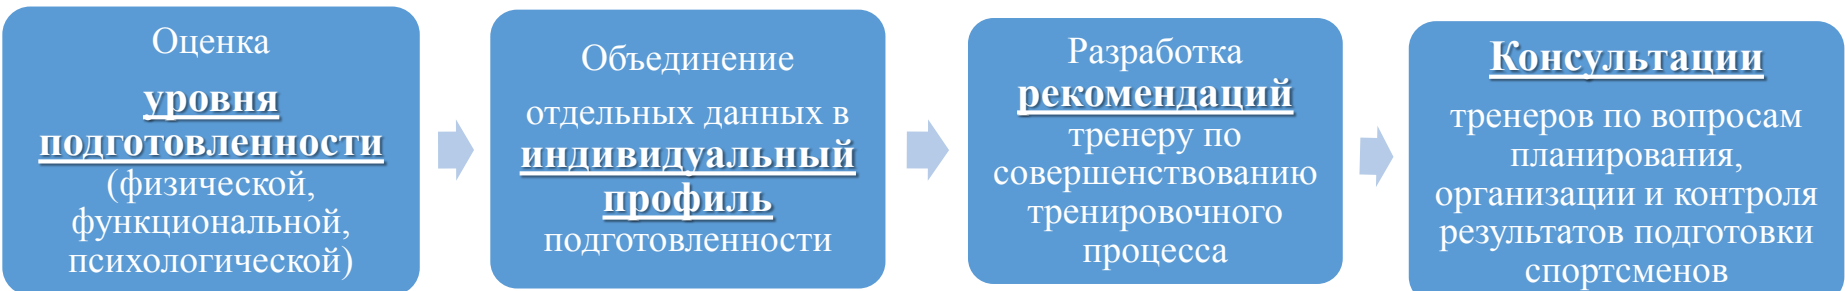 Оценка
уровня
подготовленности
(физической,
функциональной,
психологической)
Объединение
отдельных данных в
индивидуальный
профиль
подготовленности
Разработка
рекомендаций
тренеру по
совершенствованию
тренировочного
процесса
Консультации
тренеров по вопросам
планирования,
организации и контроля
результатов подготовки
спортсменов